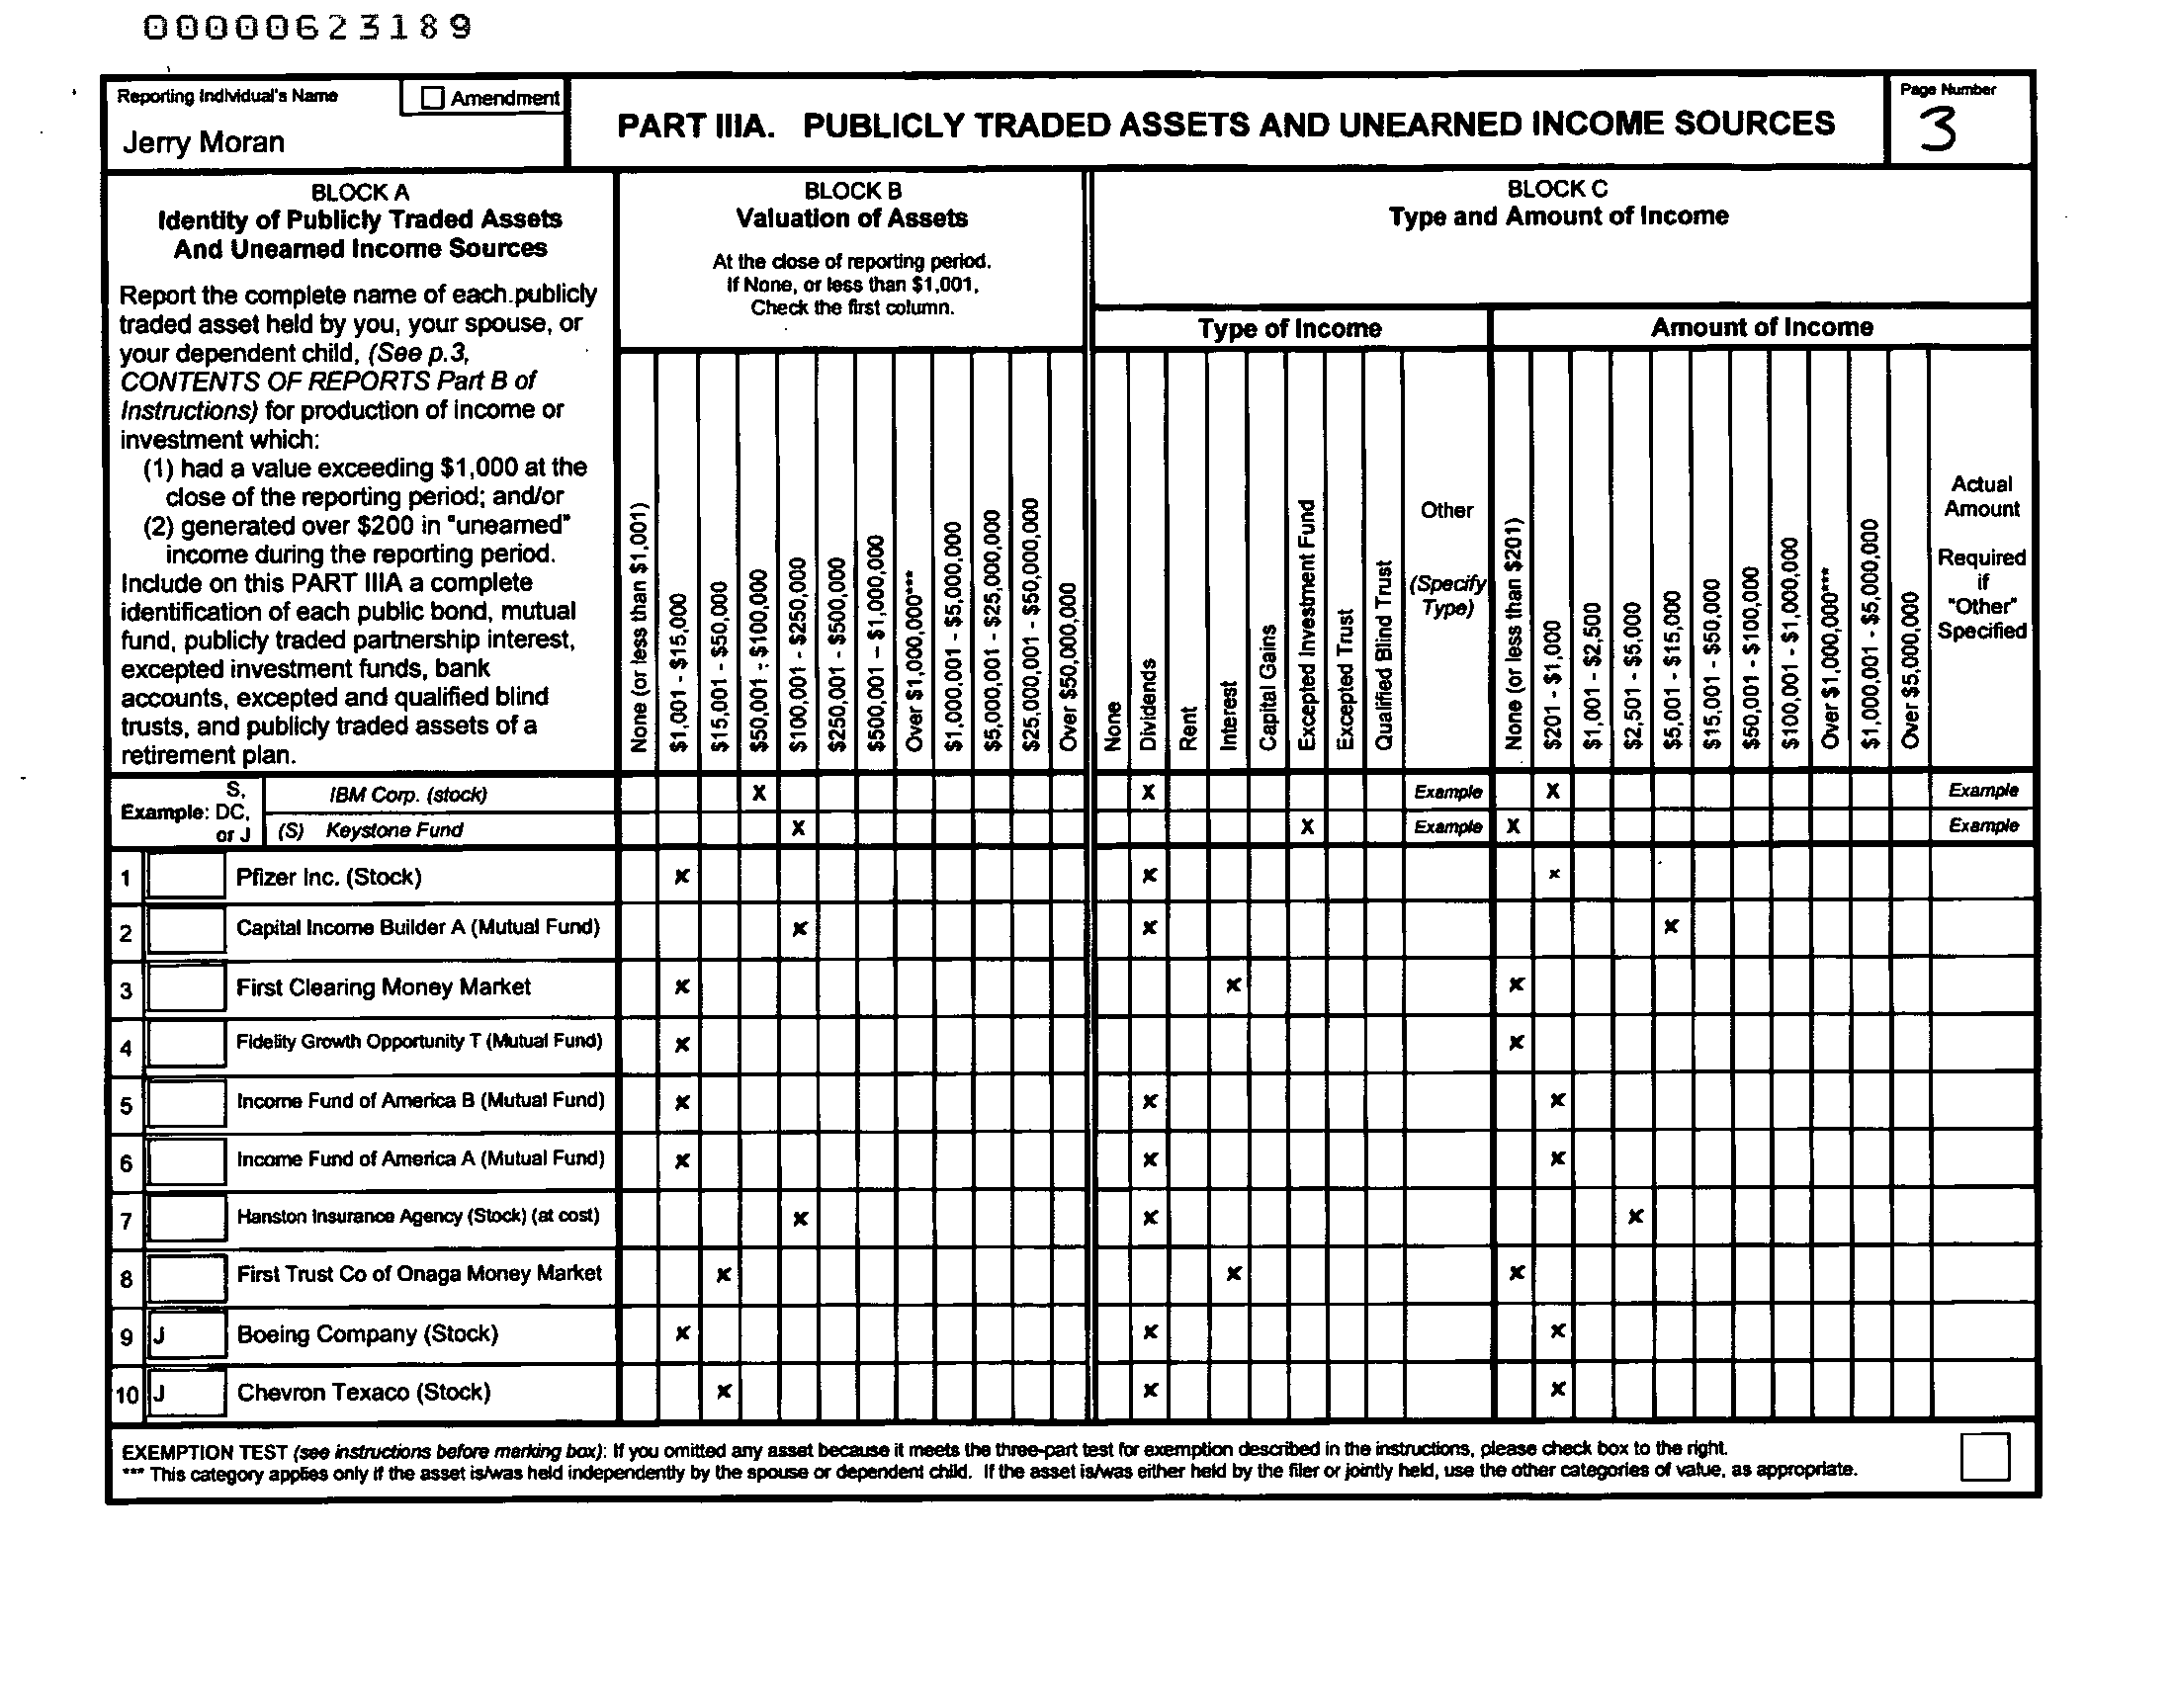 00000623189
Reporting Individual's Name
☐ Amendment
Jerry Moran
PART IIIA. PUBLICLY TRADED ASSETS AND UNEARNED INCOME SOURCES
Page Number
3
BLOCK A
Identity of Publicly Traded Assets
And Unearned Income Sources
Report the complete name of each publicly
traded asset held by you, your spouse, or
your dependent child, (See p.3,
CONTENTS OF REPORTS Part B of
Instructions) for production of income or
investment which:
(1) had a value exceeding $1,000 at the
close of the reporting period; and/or
(2) generated over $200 in "unearned"
income during the reporting period.
Include on this PART IIIA a complete
identification of each public bond, mutual
fund, publicly traded partnership interest,
excepted investment funds, bank
accounts, excepted and qualified blind
trusts, and publicly traded assets of a
retirement plan.
BLOCK B
Valuation of Assets
At the close of reporting period.
If None, or less than $1,001,
Check the first column.
None (or less than $1,001)
$1,001 - $15,000
$15,001 - $50,000
$50,001 - $100,000
$100,001 - $250,000
$250,001 - $500,000
$500,001 – $1,000,000
Over $1,000,000***
$1,000,001 - $5,000,000
$5,000,001 - $25,000,000
$25,000,001 - $50,000,000
Over $50,000,000
BLOCK C
Type and Amount of Income
Type of Income
None
Dividends
Rent
Interest
Capital Gains
Excepted Investment Fund
Excepted Trust
Qualified Blind Trust
Other
(Specify
Type)
Amount of Income
None (or less than $201)
$201 - $1,000
$1,001 - $2,500
$2,501 - $5,000
$5,001 - $15,000
$15,001 - $50,000
$50,001 - $100,000
$100,001 - $1,000,000
Over $1,000,000***
$1,000,001 - $5,000,000
Over $5,000,000
Actual
Amount
Required
if
"Other"
Specified
Example: S, DC, or J
IBM Corp. (stock) X X Example X Example
(S) Keystone Fund X X Example X Example
1 Pfizer Inc. (Stock) x x x
2 Capital Income Builder A (Mutual Fund) x x x
3 First Clearing Money Market x x x
4 Fidelity Growth Opportunity T (Mutual Fund) x x
5 Income Fund of America B (Mutual Fund) x x x
6 Income Fund of America A (Mutual Fund) x x x
7 Hanston Insurance Agency (Stock) (at cost) x x x
8 First Trust Co of Onaga Money Market x x x
9 J Boeing Company (Stock) x x x
10 J Chevron Texaco (Stock) x x x
EXEMPTION TEST (see instructions before marking box): If you omitted any asset because it meets the three-part test for exemption described in the instructions, please check box to the right.
*** This category applies only if the asset is/was held independently by the spouse or dependent child. If the asset is/was either held by the filer or jointly held, use the other categories of value, as appropriate.